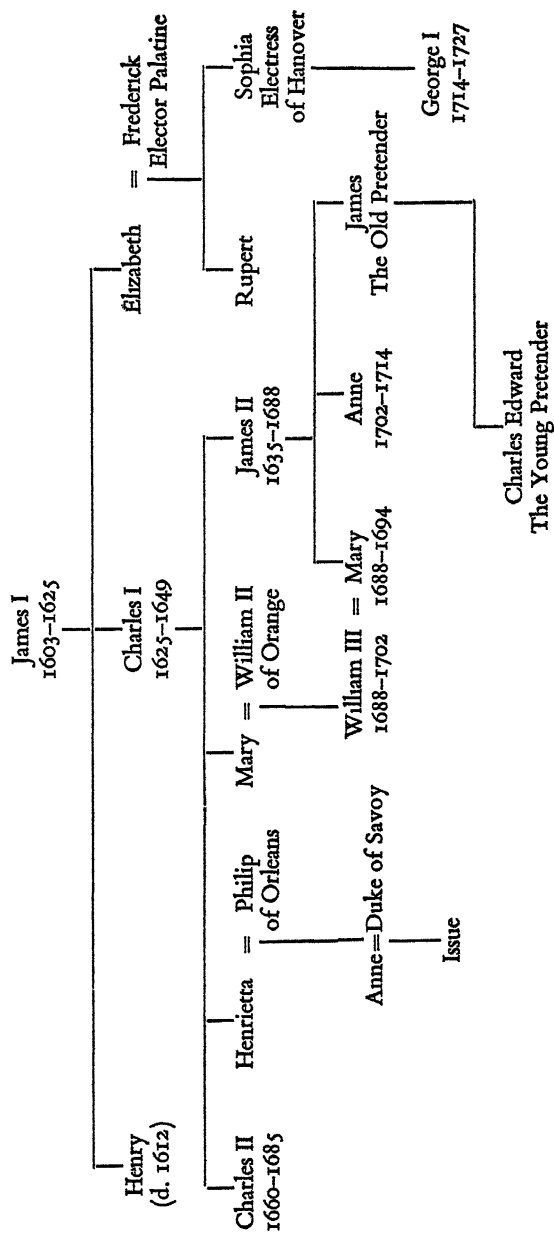 James I
1603–1625
Henry
(d. 1612)
Charles I
1625–1649
Elizabeth
= Frederick
Elector Palatine
Charles II
1660–1685
Henrietta
= Philip
of Orleans
Mary
= William II
of Orange
James II
1635–1688
Rupert
Sophia
Electress
of Hanover
Anne=Duke of Savoy
Issue
William III
1688–1702
= Mary
1688–1694
Anne
1702–1714
James
The Old Pretender
George I
1714–1727
Charles Edward
The Young Pretender